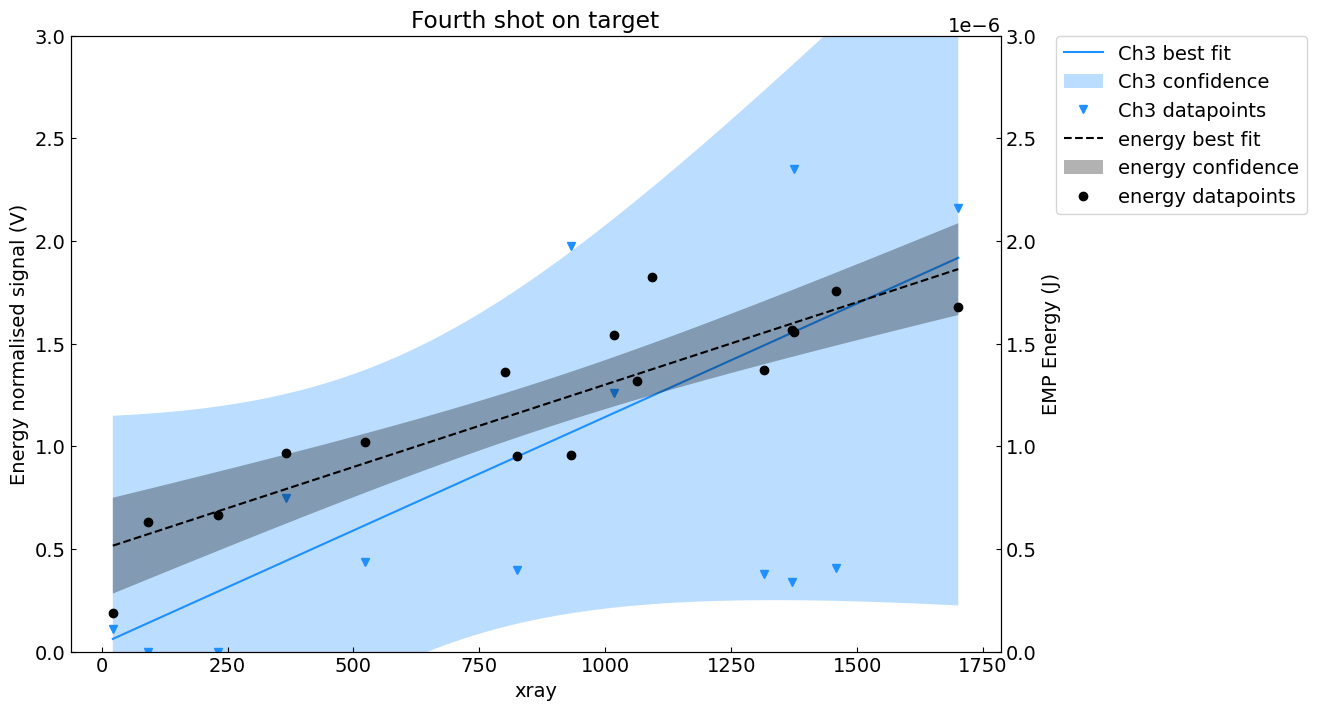 Fourth shot on target
1e−6
3.0
2.5
2.0
1.5
1.0
0.5
0.0
Energy normalised signal (V)
0
250
500
750
1000
1250
1500
1750
xray
3.0
2.5
2.0
1.5
1.0
0.5
0.0
EMP Energy (J)
Ch3 best fit
Ch3 confidence
Ch3 datapoints
energy best fit
energy confidence
energy datapoints